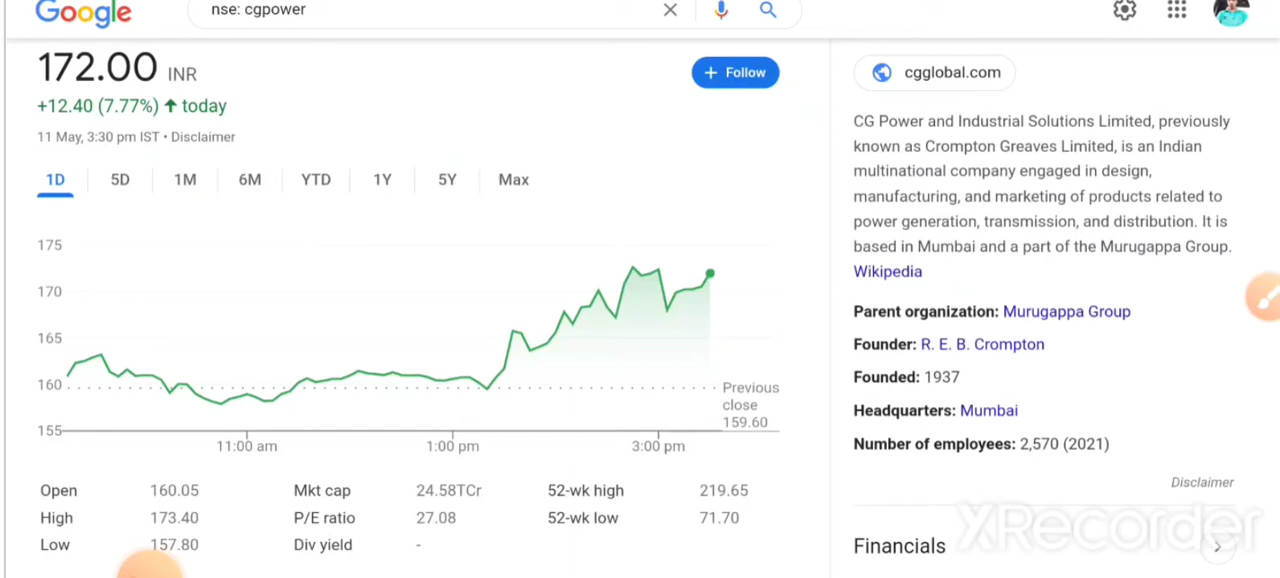 Google
nse: cgpower
172.00 INR
+ Follow
+12.40 (7.77%) ↑ today
11 May, 3:30 pm IST • Disclaimer
1D 5D 1M 6M YTD 1Y 5Y Max
175
170
165
160
155
Previous
close
159.60
11:00 am 1:00 pm 3:00 pm
Open 160.05 Mkt cap 24.58TCr 52-wk high 219.65
High 173.40 P/E ratio 27.08 52-wk low 71.70
Low 157.80 Div yield -
cgglobal.com
CG Power and Industrial Solutions Limited, previously
known as Crompton Greaves Limited, is an Indian
multinational company engaged in design,
manufacturing, and marketing of products related to
power generation, transmission, and distribution. It is
based in Mumbai and a part of the Murugappa Group.
Wikipedia
Parent organization: Murugappa Group
Founder: R. E. B. Crompton
Founded: 1937
Headquarters: Mumbai
Number of employees: 2,570 (2021)
Disclaimer
Financials
XRecorder